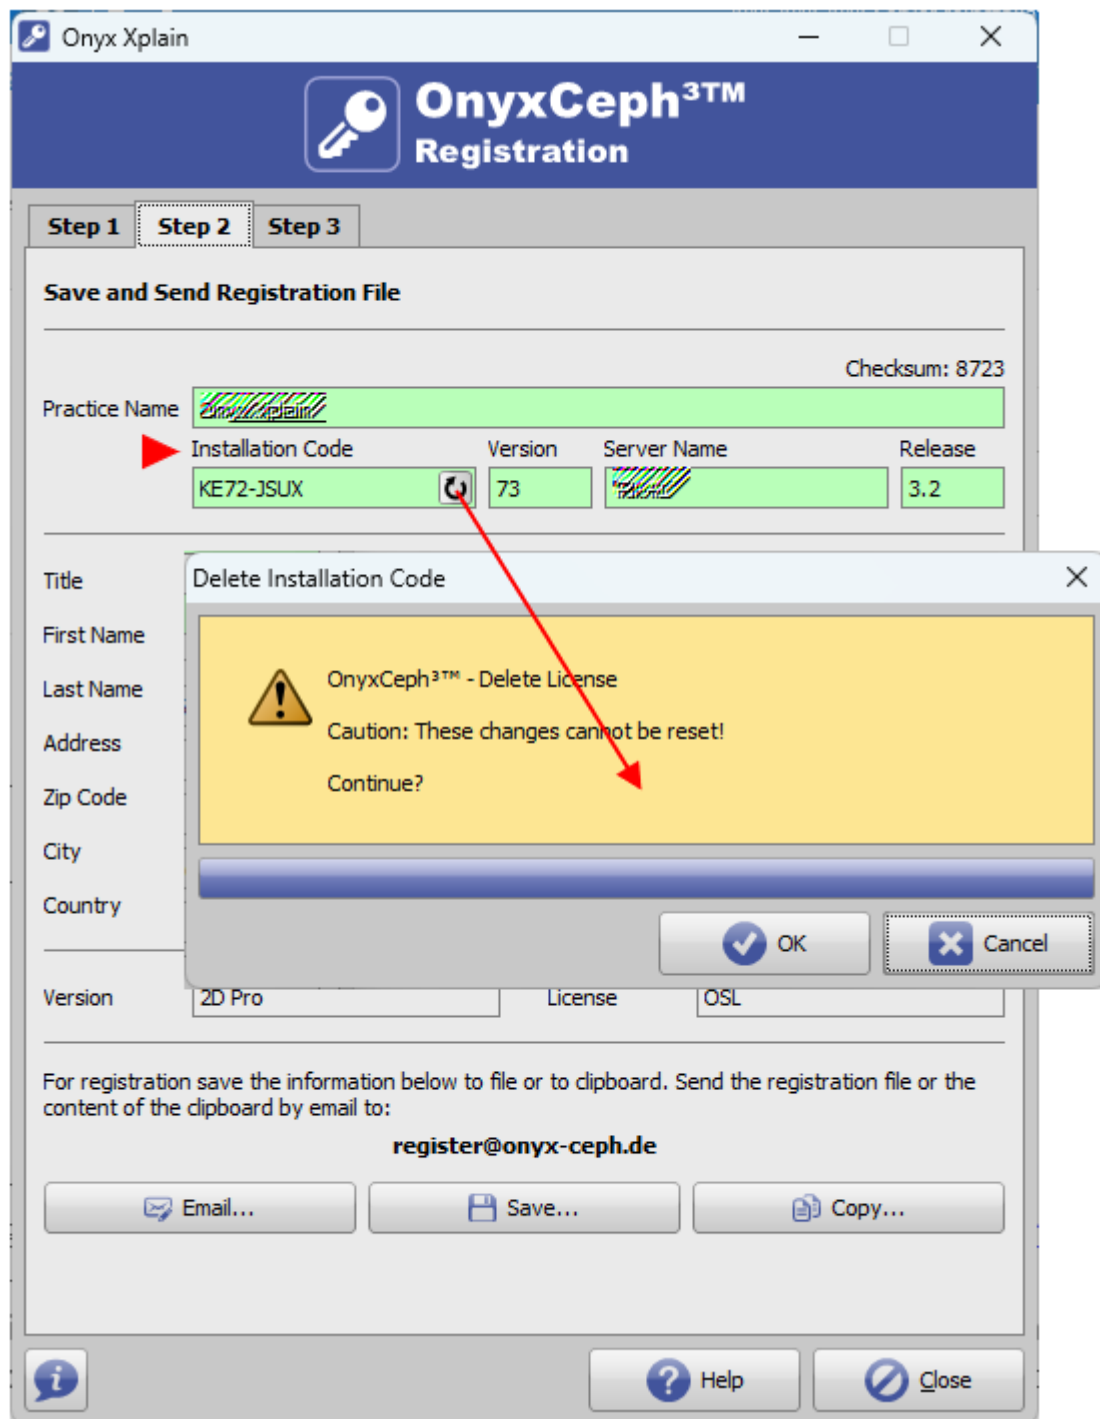 Onyx Xplain
OnyxCeph³™
Registration
Step 1 Step 2 Step 3
Save and Send Registration File
Checksum: 8723
Practice Name
Installation Code Version Server Name Release
KE72-JSUX 73 3.2
Title
First Name
Last Name
Address
Zip Code
City
Country
Delete Installation Code
OnyxCeph³™ - Delete License
Caution: These changes cannot be reset!
Continue?
OK Cancel
Version 2D Pro License OSL
For registration save the information below to file or to clipboard. Send the registration file or the
content of the clipboard by email to:
register@onyx-ceph.de
Email... Save... Copy...
Help Close